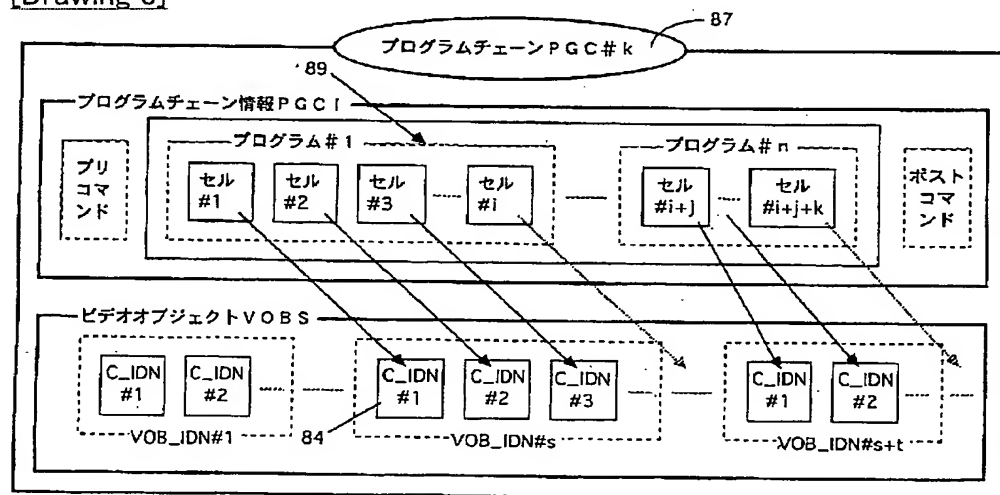 [Drawing 6]
87
プログラムチェーンPGC#k
89
プログラムチェーン情報PGCI
プログラム#1
プログラム#n
プリ
コマ
ンド
セル
#1
セル
#2
セル
#3
セル
#i
セル
#i+j
セル
#i+j+k
ポスト
コマ
ンド
ビデオオブジェクトVOBS
C_IDN
#1
C_IDN
#2
C_IDN
#1
C_IDN
#2
C_IDN
#3
C_IDN
#1
C_IDN
#2
VOB_IDN#1
84
VOB_IDN#s
VOB_IDN#s+t